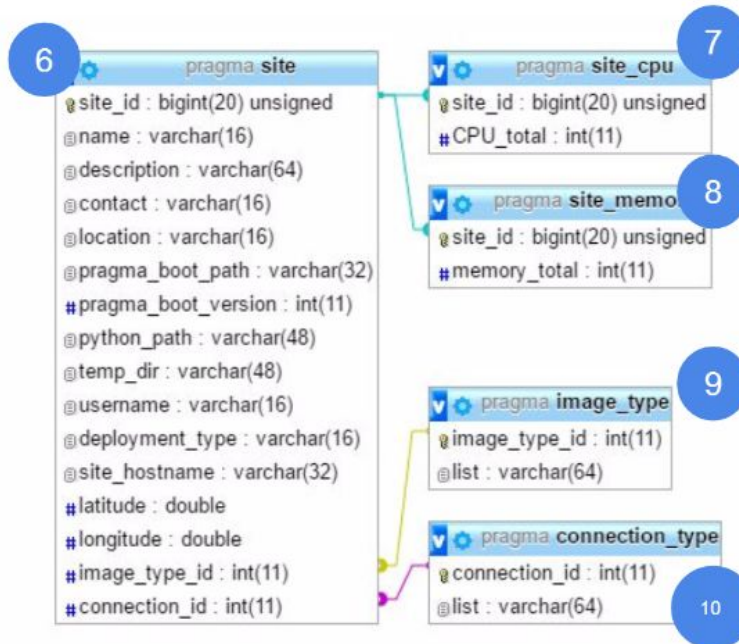 6
pragma site
site_id : bigint(20) unsigned
name : varchar(16)
description : varchar(64)
contact : varchar(16)
location : varchar(16)
pragma_boot_path : varchar(32)
#pragma_boot_version : int(11)
python_path : varchar(48)
temp_dir : varchar(48)
username : varchar(16)
deployment_type : varchar(16)
site_hostname : varchar(32)
#latitude : double
#longitude : double
#image_type_id : int(11)
#connection_id : int(11)
7
v pragma site_cpu
site_id : bigint(20) unsigned
#CPU_total : int(11)
8
v pragma site_memo
site_id : bigint(20) unsigned
#memory_total : int(11)
9
v pragma image_type
image_type_id : int(11)
list : varchar(64)
v pragma connection_type
connection_id : int(11)
list : varchar(64)
10